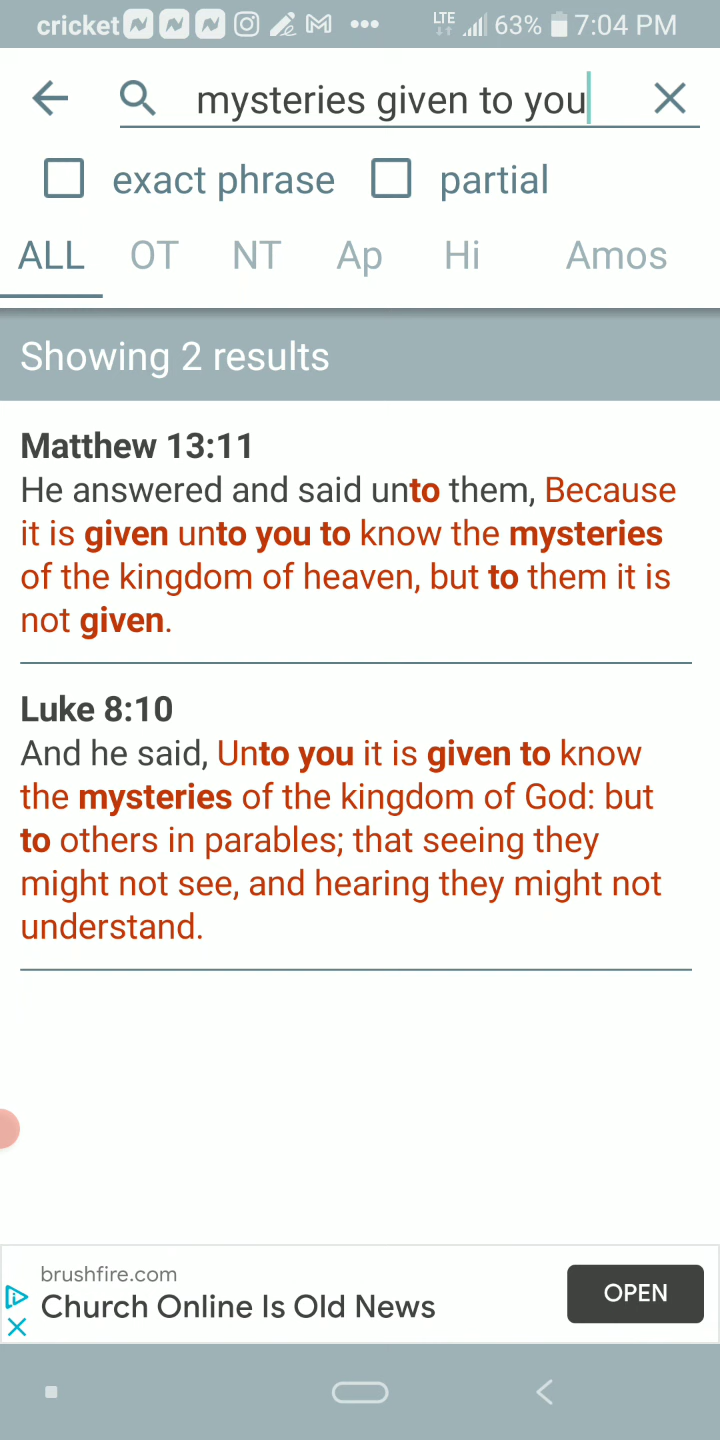 cricket LTE 63% 7:04 PM
mysteries given to you
exact phrase partial
ALL OT NT Ap Hi Amos
Showing 2 results
Matthew 13:11
He answered and said unto them, Because
it is given unto you to know the mysteries
of the kingdom of heaven, but to them it is
not given.
Luke 8:10
And he said, Unto you it is given to know
the mysteries of the kingdom of God: but
to others in parables; that seeing they
might not see, and hearing they might not
understand.
brushfire.com
Church Online Is Old News
OPEN